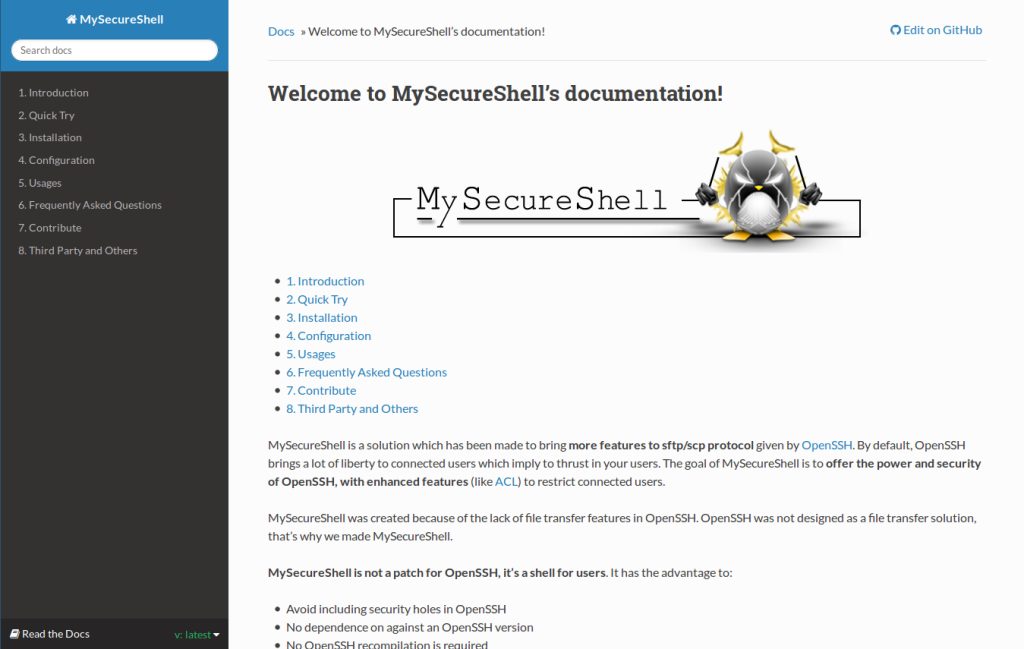 MySecureShell
Search docs
1. Introduction
2. Quick Try
3. Installation
4. Configuration
5. Usages
6. Frequently Asked Questions
7. Contribute
8. Third Party and Others
Read the Docs
v: latest
Docs » Welcome to MySecureShell’s documentation!
Edit on GitHub
Welcome to MySecureShell’s documentation!
MySecureShell
1. Introduction
2. Quick Try
3. Installation
4. Configuration
5. Usages
6. Frequently Asked Questions
7. Contribute
8. Third Party and Others
MySecureShell is a solution which has been made to bring more features to sftp/scp protocol given by OpenSSH. By default, OpenSSH
brings a lot of liberty to connected users which imply to thrust in your users. The goal of MySecureShell is to offer the power and security
of OpenSSH, with enhanced features (like ACL) to restrict connected users.
MySecureShell was created because of the lack of file transfer features in OpenSSH. OpenSSH was not designed as a file transfer solution,
that’s why we made MySecureShell.
MySecureShell is not a patch for OpenSSH, it’s a shell for users. It has the advantage to:
Avoid including security holes in OpenSSH
No dependence on against an OpenSSH version
No OpenSSH recompilation is required